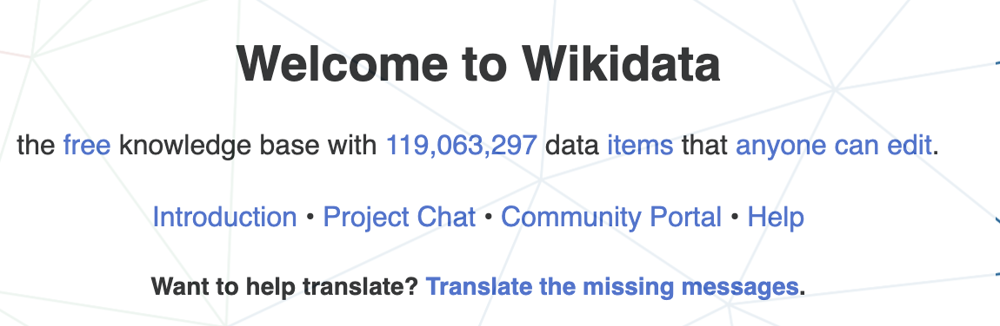 Welcome to Wikidata
the free knowledge base with 119,063,297 data items that anyone can edit.
Introduction • Project Chat • Community Portal • Help
Want to help translate? Translate the missing messages.